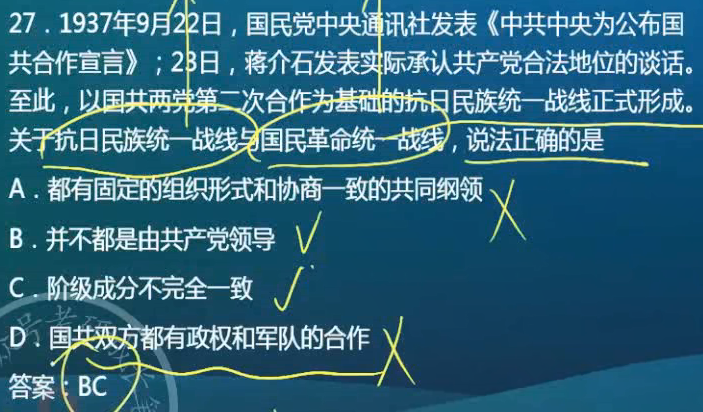 27．1937年9月22日，国民党中央通讯社发表《中共中央为公布国
共合作宣言》；23日，蒋介石发表实际承认共产党合法地位的谈话。
至此，以国共两党第二次合作为基础的抗日民族统一战线正式形成。
关于抗日民族统一战线与国民革命统一战线，说法正确的是
A．都有固定的组织形式和协商一致的共同纲领
B．并不都是由共产党领导
C．阶级成分不完全一致
D．国共双方都有政权和军队的合作
答案：BC